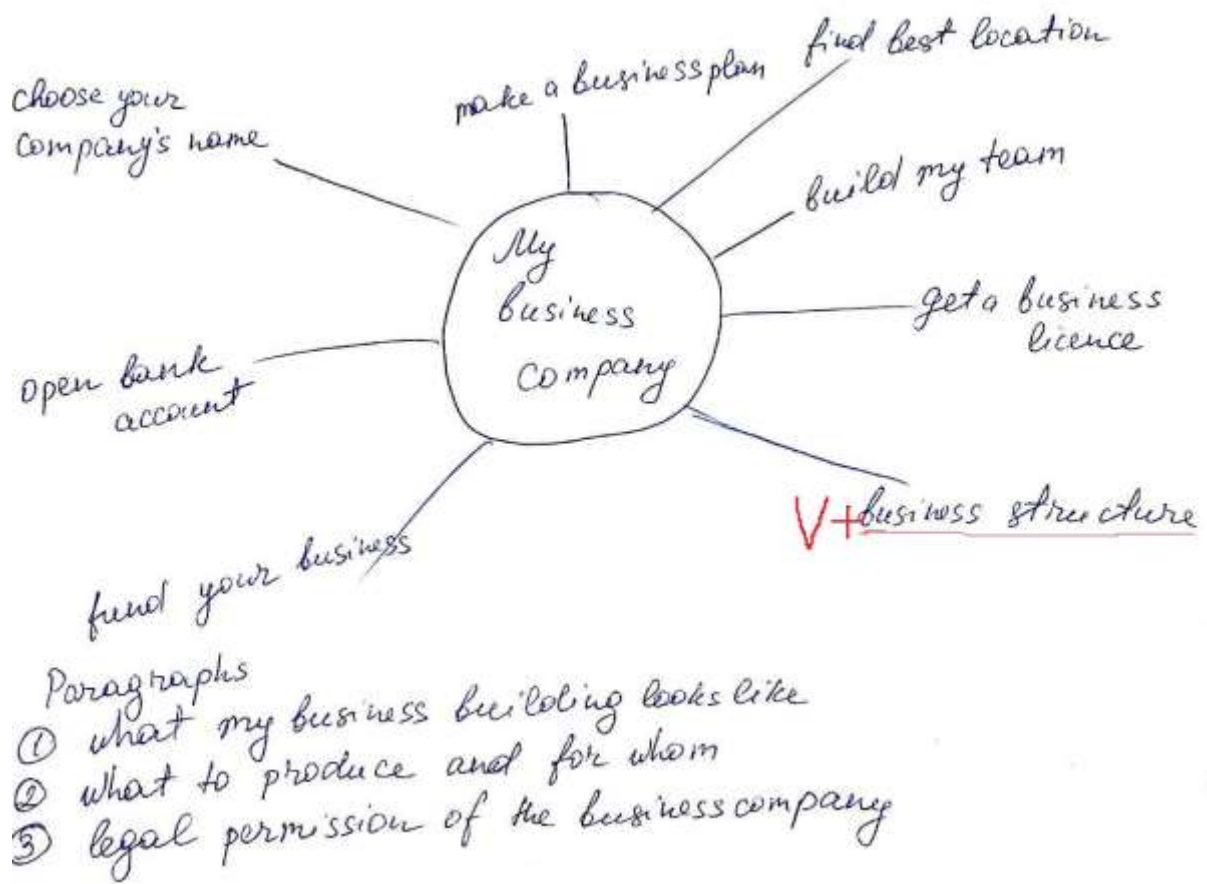 find best location
make a business plan
choose your
company's name
build my team
My
business
company
get a business
licence
open bank
account
V+business structure
fund your business
Paragraphs
① what my business building looks like
② what to produce and for whom
③ legal permission of the business company